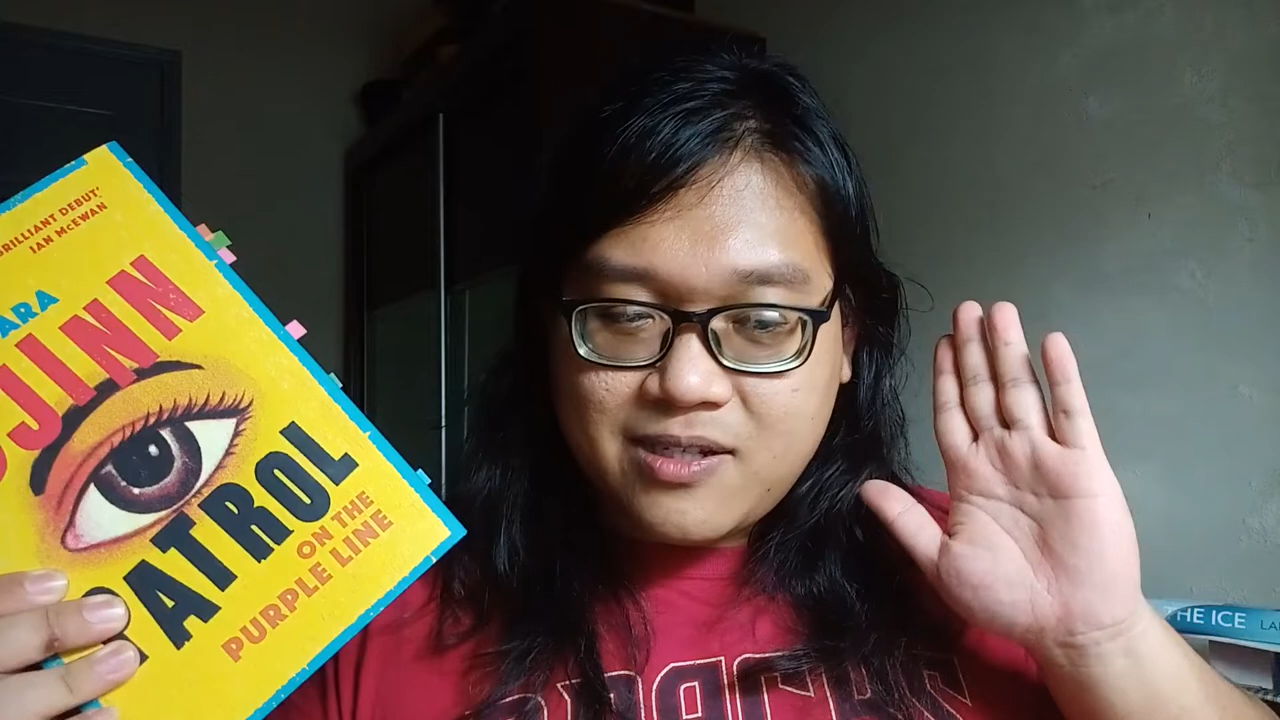 BRILLIANT DEBUT'
IAN McEWAN
ARA
DJINN
PATROL
ON THE
PURPLE LINE
THE ICE